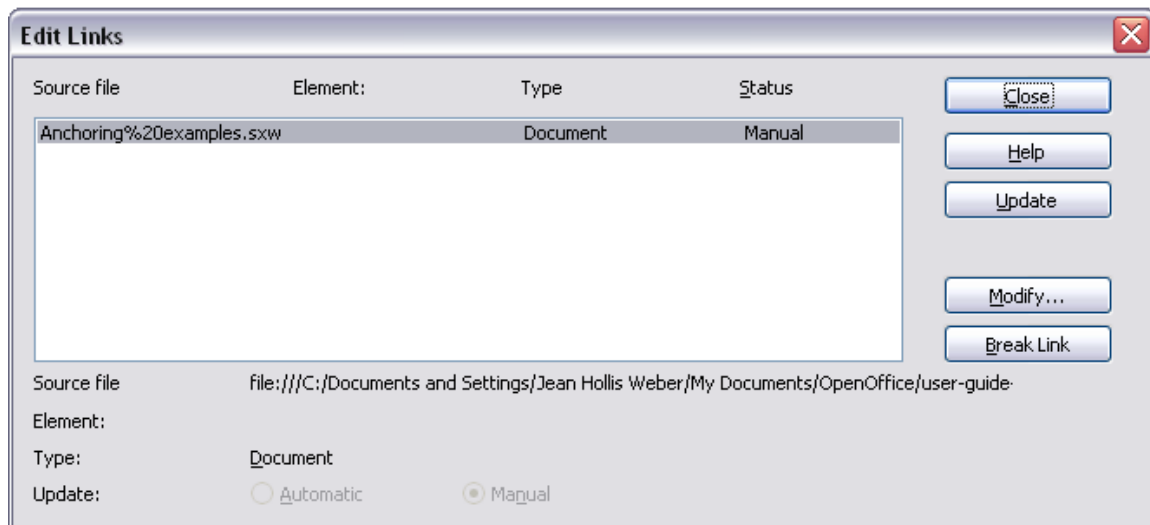 Edit Links
Source file Element: Type Status
Close
Anchoring%20examples.sxw Document Manual
Help
Update
Modify...
Break Link
Source file file:///C:/Documents and Settings/Jean Hollis Weber/My Documents/OpenOffice/user-guide-
Element:
Type: Document
Update: Automatic Manual